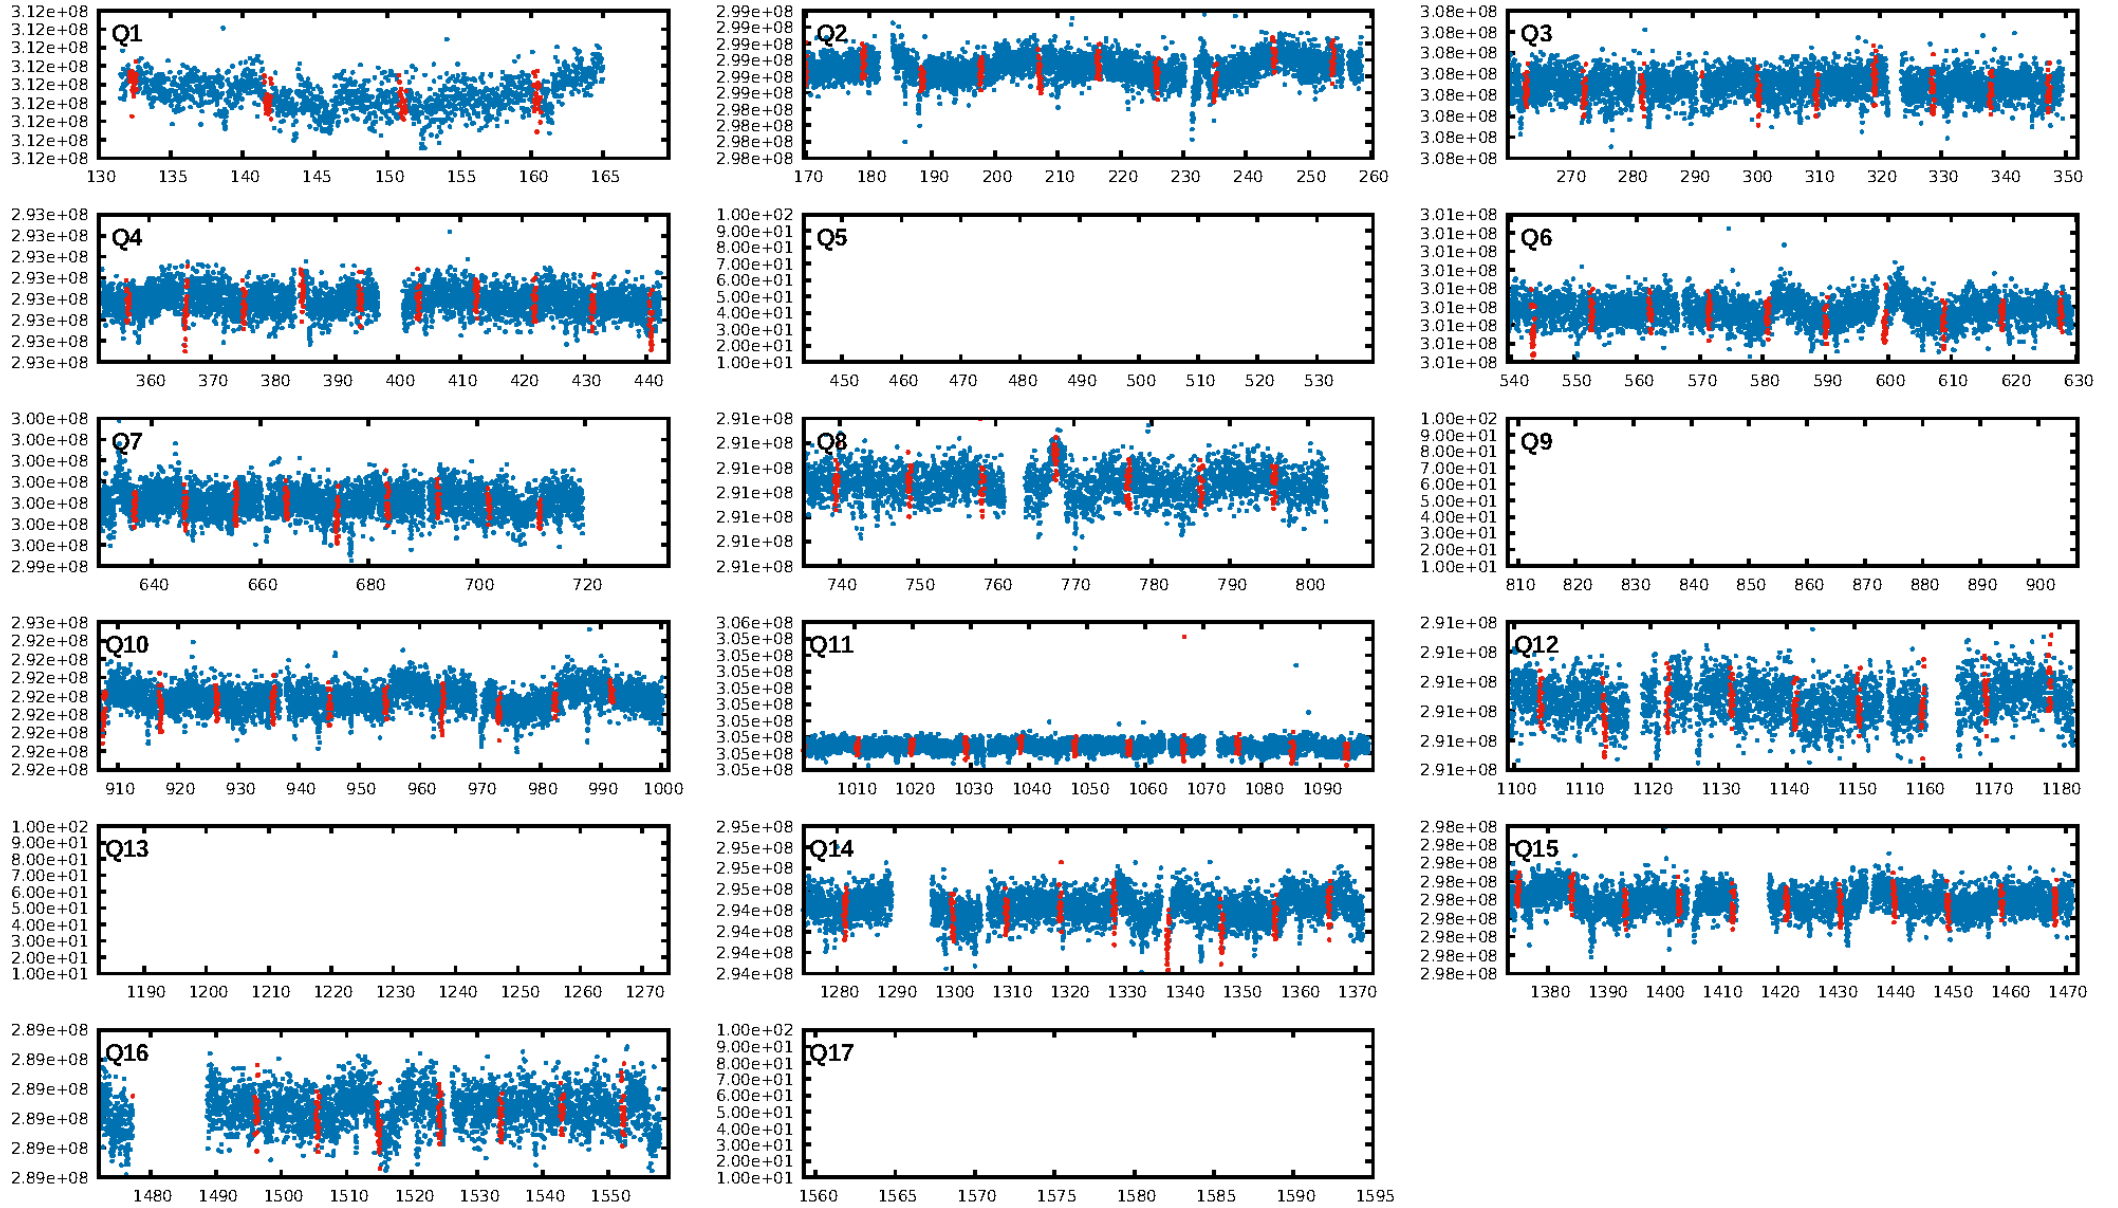 Q1
3.12e+08
3.12e+08
3.12e+08
3.12e+08
3.12e+08
3.12e+08
3.12e+08
3.12e+08
3.12e+08
130 135 140 145 150 155 160 165
Q2
2.99e+08
2.99e+08
2.99e+08
2.99e+08
2.99e+08
2.99e+08
2.98e+08
2.98e+08
2.98e+08
2.98e+08
170 180 190 200 210 220 230 240 250 260
Q3
3.08e+08
3.08e+08
3.08e+08
3.08e+08
3.08e+08
3.08e+08
3.08e+08
3.08e+08
270 280 290 300 310 320 330 340 350
Q4
2.93e+08
2.93e+08
2.93e+08
2.93e+08
2.93e+08
2.93e+08
2.93e+08
2.93e+08
360 370 380 390 400 410 420 430 440
Q5
1.00e+02
9.00e+01
8.00e+01
7.00e+01
6.00e+01
5.00e+01
4.00e+01
3.00e+01
2.00e+01
1.00e+01
450 460 470 480 490 500 510 520 530
Q6
3.01e+08
3.01e+08
3.01e+08
3.01e+08
3.01e+08
3.01e+08
3.01e+08
3.01e+08
3.01e+08
540 550 560 570 580 590 600 610 620 630
Q7
3.00e+08
3.00e+08
3.00e+08
3.00e+08
3.00e+08
3.00e+08
3.00e+08
2.99e+08
640 660 680 700 720
Q8
2.91e+08
2.91e+08
2.91e+08
2.91e+08
2.91e+08
2.91e+08
2.91e+08
740 750 760 770 780 790 800
Q9
1.00e+02
9.00e+01
8.00e+01
7.00e+01
6.00e+01
5.00e+01
4.00e+01
3.00e+01
2.00e+01
1.00e+01
810 820 830 840 850 860 870 880 890 900
Q10
2.93e+08
2.92e+08
2.92e+08
2.92e+08
2.92e+08
2.92e+08
2.92e+08
2.92e+08
2.92e+08
910 920 930 940 950 960 970 980 990 1000
Q11
3.06e+08
3.05e+08
3.05e+08
3.05e+08
3.05e+08
3.05e+08
3.05e+08
3.05e+08
3.05e+08
3.05e+08
1010 1020 1030 1040 1050 1060 1070 1080 1090
Q12
2.91e+08
2.91e+08
2.91e+08
2.91e+08
2.91e+08
2.91e+08
1100 1110 1120 1130 1140 1150 1160 1170 1180
Q13
1.00e+02
9.00e+01
8.00e+01
7.00e+01
6.00e+01
5.00e+01
4.00e+01
3.00e+01
2.00e+01
1.00e+01
1190 1200 1210 1220 1230 1240 1250 1260 1270
Q14
2.95e+08
2.95e+08
2.95e+08
2.95e+08
2.94e+08
2.94e+08
2.94e+08
2.94e+08
1280 1290 1300 1310 1320 1330 1340 1350 1360 1370
Q15
2.98e+08
2.98e+08
2.98e+08
2.98e+08
2.98e+08
2.98e+08
2.98e+08
2.98e+08
2.98e+08
1380 1390 1400 1410 1420 1430 1440 1450 1460 1470
Q16
2.89e+08
2.89e+08
2.89e+08
2.89e+08
2.89e+08
2.89e+08
1480 1490 1500 1510 1520 1530 1540 1550
Q17
1.00e+02
9.00e+01
8.00e+01
7.00e+01
6.00e+01
5.00e+01
4.00e+01
3.00e+01
2.00e+01
1.00e+01
1560 1565 1570 1575 1580 1585 1590 1595